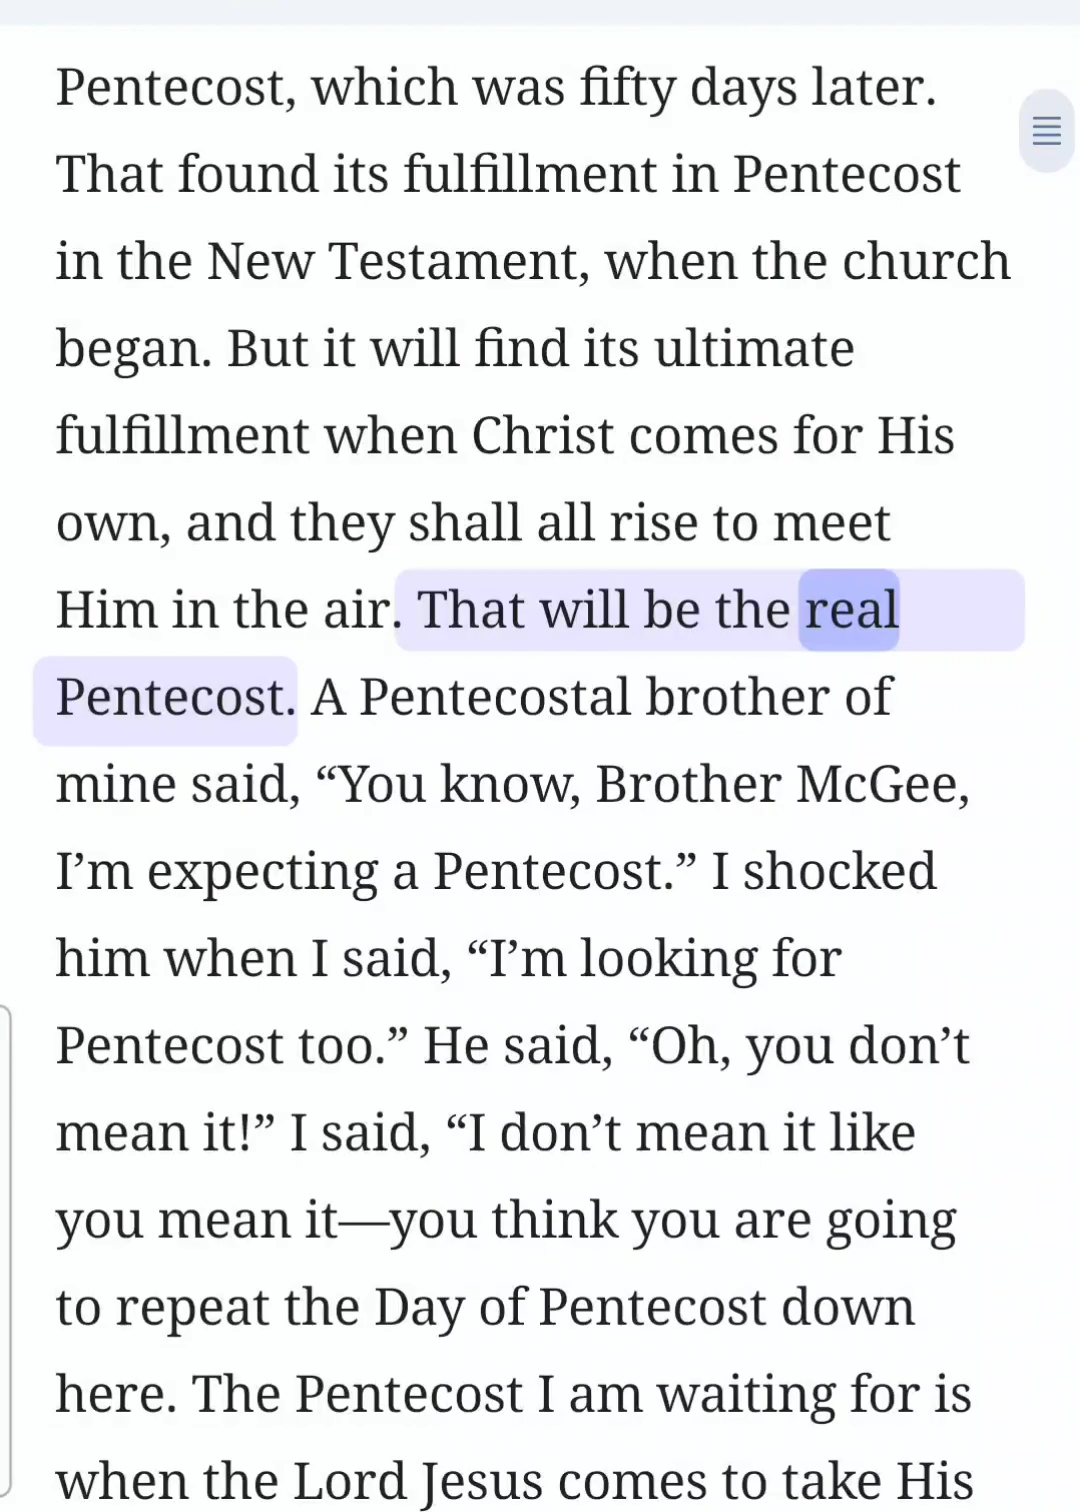 Pentecost, which was fifty days later.
That found its fulfillment in Pentecost
in the New Testament, when the church
began. But it will find its ultimate
fulfillment when Christ comes for His
own, and they shall all rise to meet
Him in the air. That will be the real
Pentecost. A Pentecostal brother of
mine said, “You know, Brother McGee,
I’m expecting a Pentecost.” I shocked
him when I said, “I’m looking for
Pentecost too.” He said, “Oh, you don’t
mean it!” I said, “I don’t mean it like
you mean it—you think you are going
to repeat the Day of Pentecost down
here. The Pentecost I am waiting for is
when the Lord Jesus comes to take His